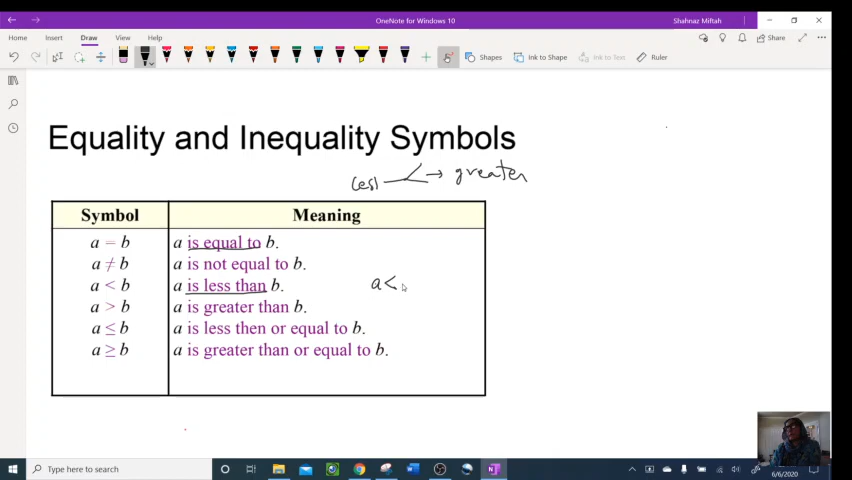 OneNote for Windows 10
Shahnaz Miftah
Home Insert Draw View
Share
Shapes Ink to Shape Ink to Text Ruler
Equality and Inequality Symbols
less → greater
Symbol Meaning
a = b a is equal to b.
a ≠ b a is not equal to b.
a < b a is less than b. a<
a > b a is greater than b.
a ≤ b a is less then or equal to b.
a ≥ b a is greater than or equal to b.
Type here to search
6/6/2020